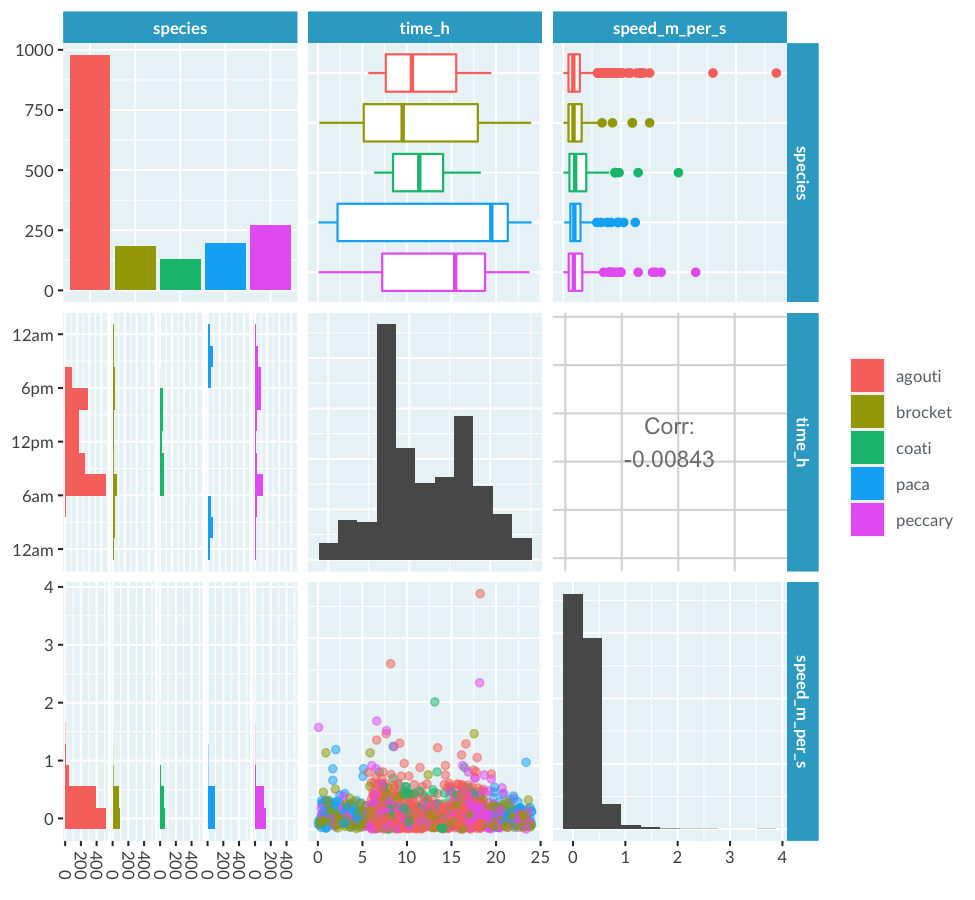 species
time_h
speed_m_per_s
1000
750
500
250
0
species
12am
6pm
12pm
6am
12am
Corr:
-0.00843
time_h
agouti
brocket
coati
paca
peccary
4
3
2
1
0
speed_m_per_s
0
200
400
0
200
400
0
200
400
0
200
400
0
200
400
0
5
10
15
20
25
0
1
2
3
4